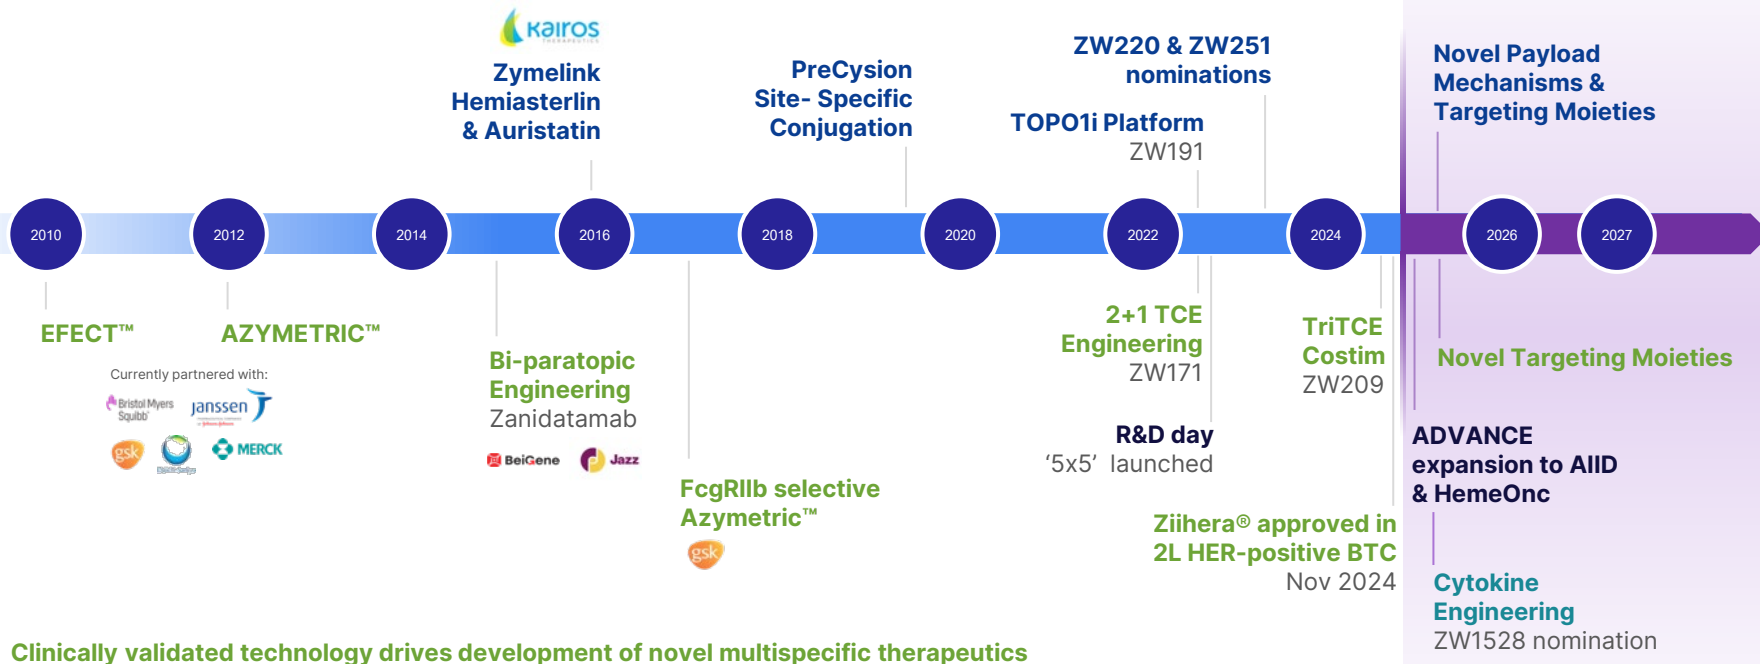 Kairos
THERAPEUTICS
Zymelink
Hemiasterlin
& Auristatin
PreCysion
Site- Specific
Conjugation
ZW220 & ZW251
nominations
TOPO1i Platform
ZW191
Novel Payload
Mechanisms &
Targeting Moieties
2010
2012
2014
2016
2018
2020
2022
2024
2026
2027
EFECT™
AZYMETRIC™
Currently partnered with:
Bristol Myers
Squibb
janssen
gsk
MERCK
Bi-paratopic
Engineering
Zanidatamab
BeiGene
Jazz
FcgRIIb selective
Azymetric™
gsk
2+1 TCE
Engineering
ZW171
R&D day
‘5x5’ launched
TriTCE
Costim
ZW209
Ziihera® approved in
2L HER-positive BTC
Nov 2024
Novel Targeting Moieties
ADVANCE
expansion to AIID
& HemeOnc
Cytokine
Engineering
ZW1528 nomination
Clinically validated technology drives development of novel multispecific therapeutics